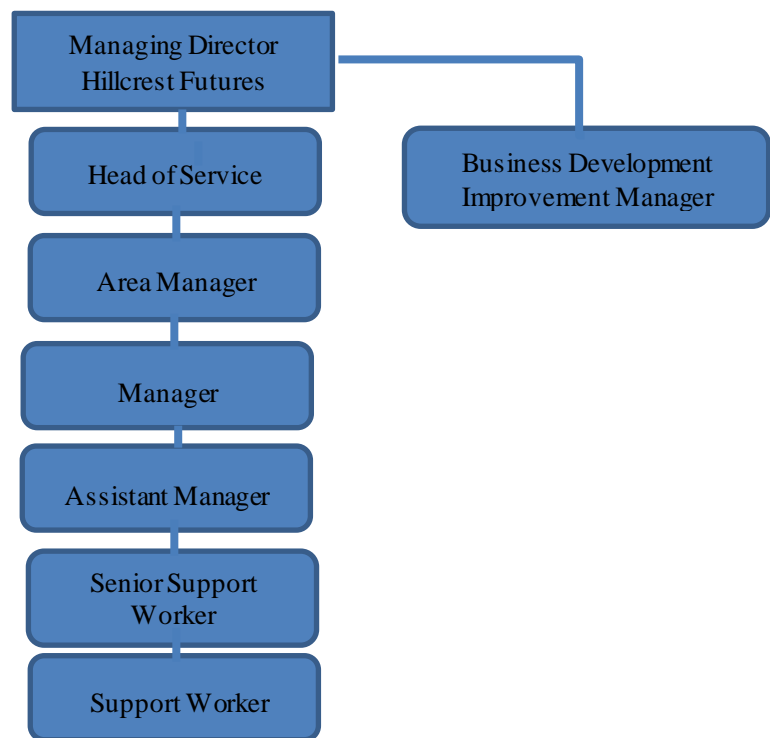 Managing Director
Hillcrest Futures
Head of Service
Business Development
Improvement Manager
Area Manager
Manager
Assistant Manager
Senior Support
Worker
Support Worker